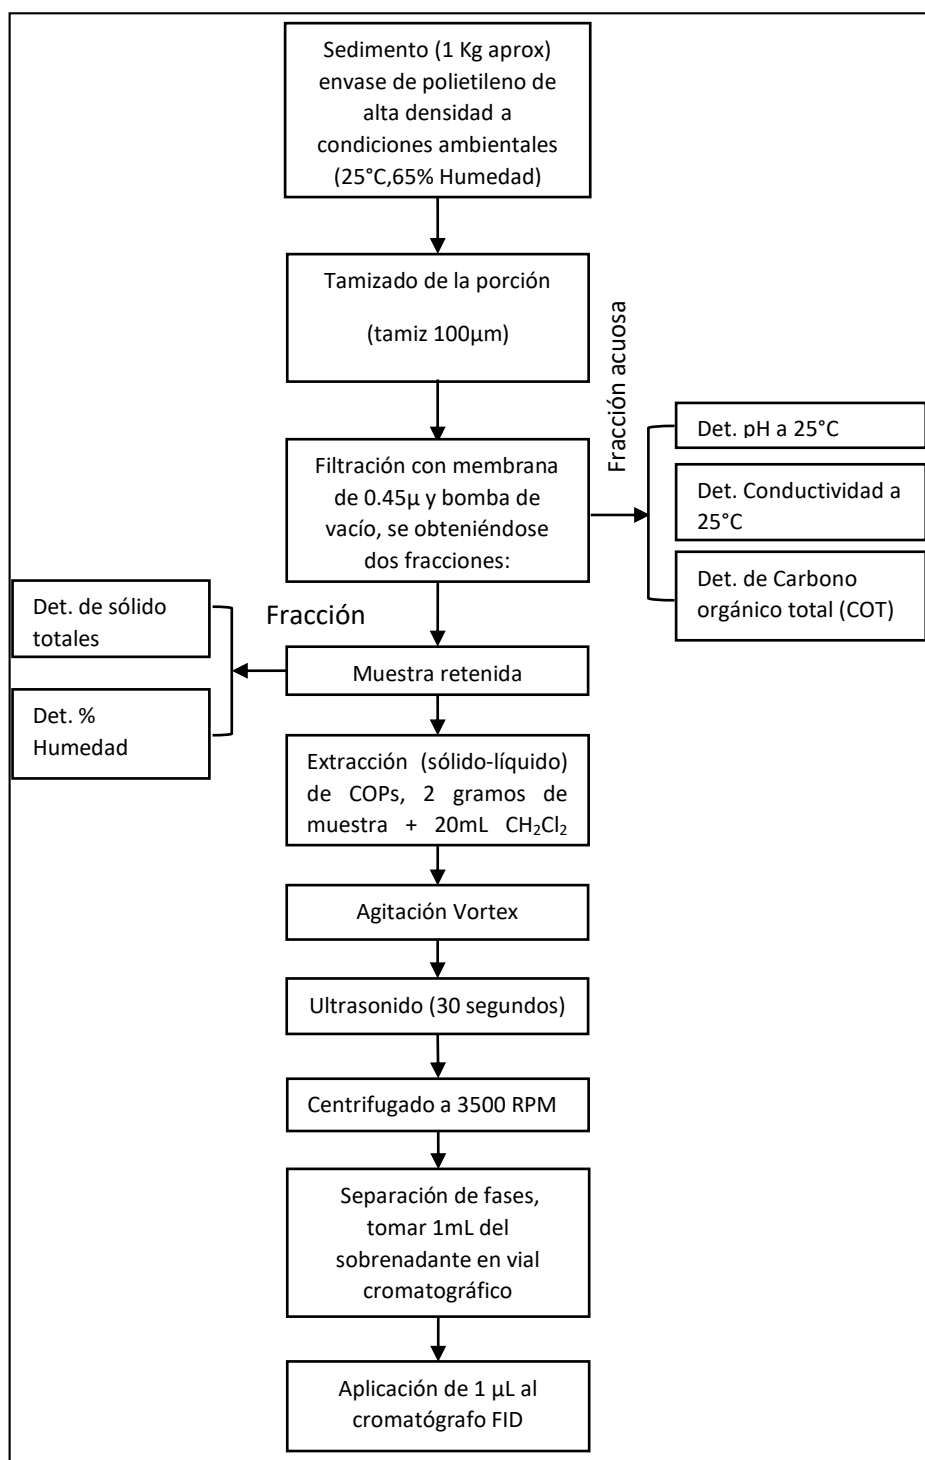 Sedimento (1 Kg aprox)
envase de polietileno de
alta densidad a
condiciones ambientales
(25°C,65% Humedad)
Tamizado de la porción
(tamiz 100µm)
Fracción acuosa
Filtración con membrana
de 0.45µ y bomba de
vacío, se obteniéndose
dos fracciones:
Det. pH a 25°C
Det. Conductividad a
25°C
Det. de Carbono
orgánico total (COT)
Det. de sólido
totales
Fracción
Muestra retenida
Det. %
Humedad
Extracción (sólido-líquido)
de COPs, 2 gramos de
muestra + 20mL CH₂Cl₂
Agitación Vortex
Ultrasonido (30 segundos)
Centrifugado a 3500 RPM
Separación de fases,
tomar 1mL del
sobrenadante en vial
cromatográfico
Aplicación de 1 µL al
cromatógrafo FID